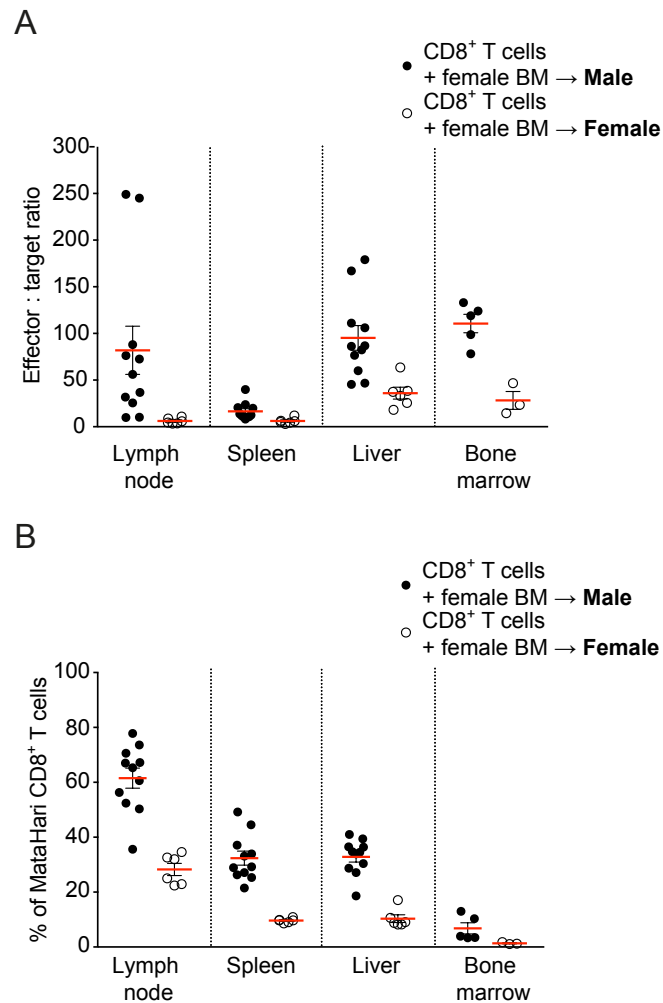 A
CD8⁺ T cells
+ female BM → Male
CD8⁺ T cells
+ female BM → Female
Effector : target ratio
300
250
200
150
100
50
0
Lymph node
Spleen
Liver
Bone marrow
B
CD8⁺ T cells
+ female BM → Male
CD8⁺ T cells
+ female BM → Female
% of MataHari CD8⁺ T cells
100
80
60
40
20
0
Lymph node
Spleen
Liver
Bone marrow